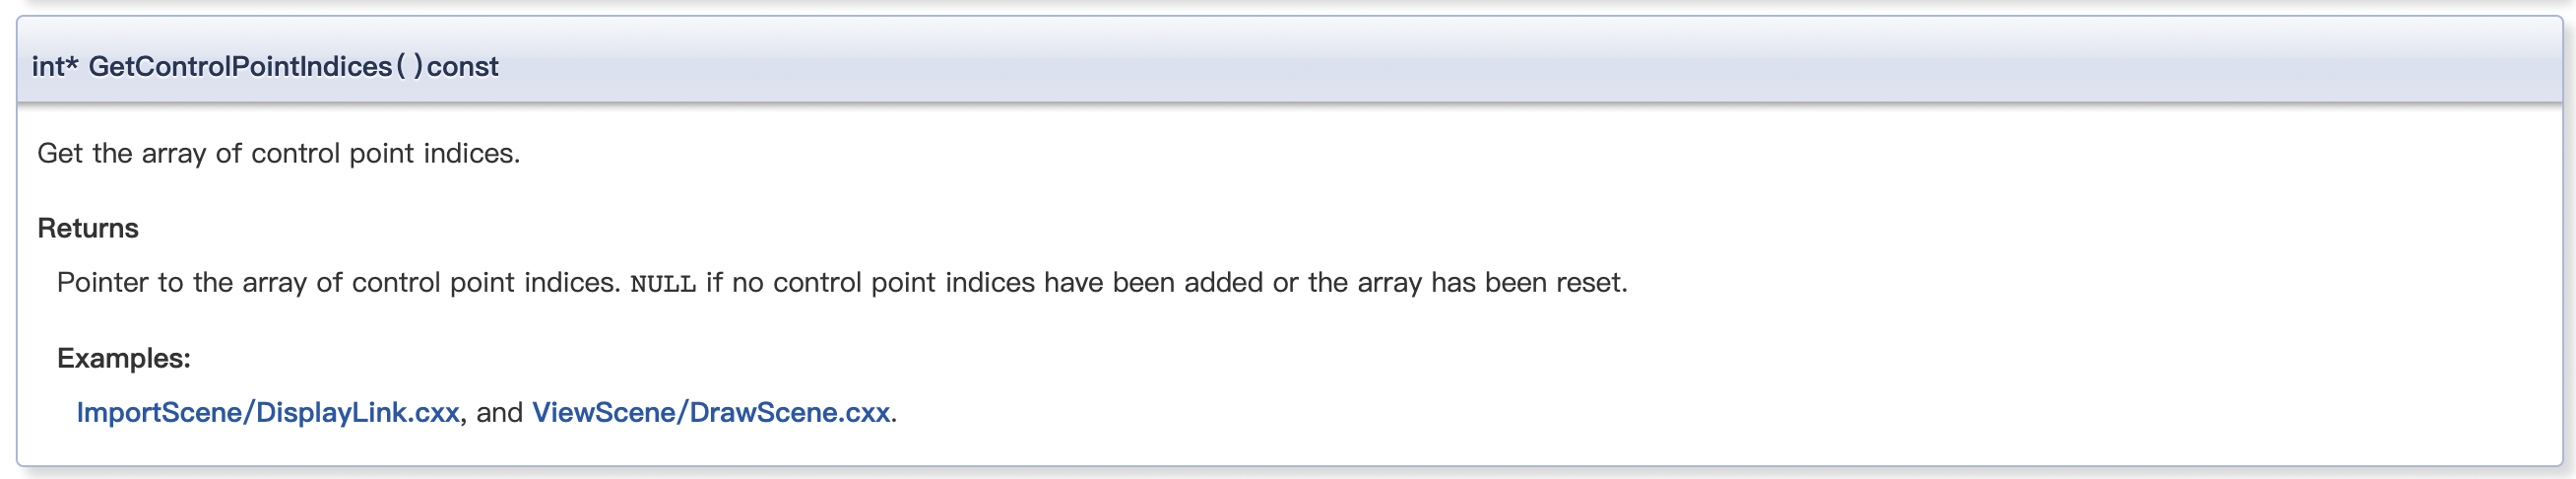 int* GetControlPointIndices( )const
Get the array of control point indices.
Returns
Pointer to the array of control point indices. NULL if no control point indices have been added or the array has been reset.
Examples:
ImportScene/DisplayLink.cxx, and ViewScene/DrawScene.cxx.